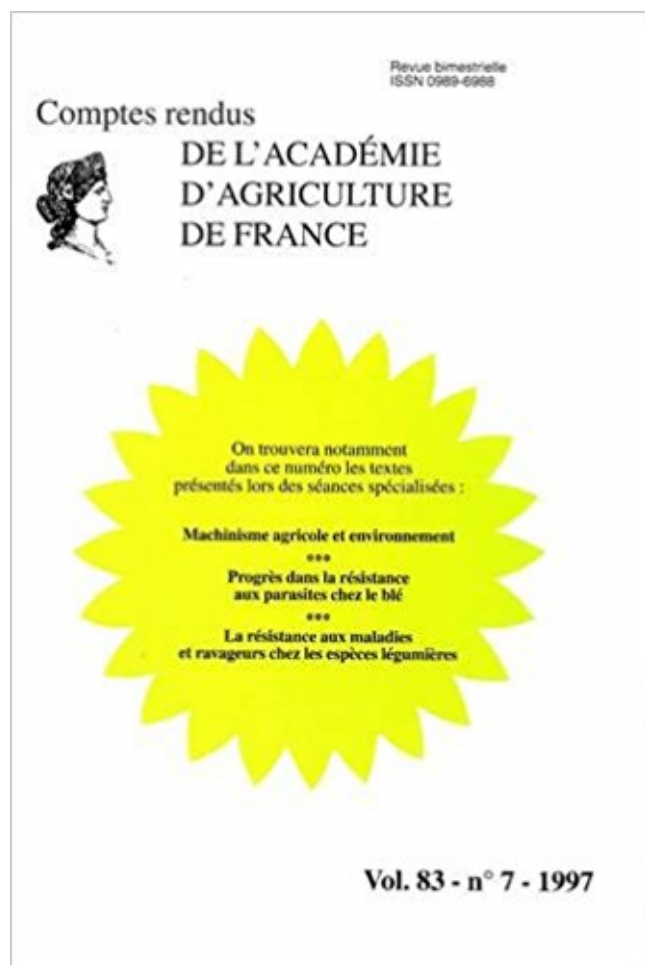 Revue bimestrielle
ISSN 0989-6988
Comptes rendus
DE L'ACADÉMIE
D'AGRICULTURE
DE FRANCE
On trouvera notamment
dans ce numéro les textes
présentés lors des séances spécialisées :
Machinisme agricole et environnement
***
Progrès dans la résistance
aux parasites chez le blé
***
La résistance aux maladies
et ravageurs chez les espèces légumières
Vol. 83 - n° 7 - 1997